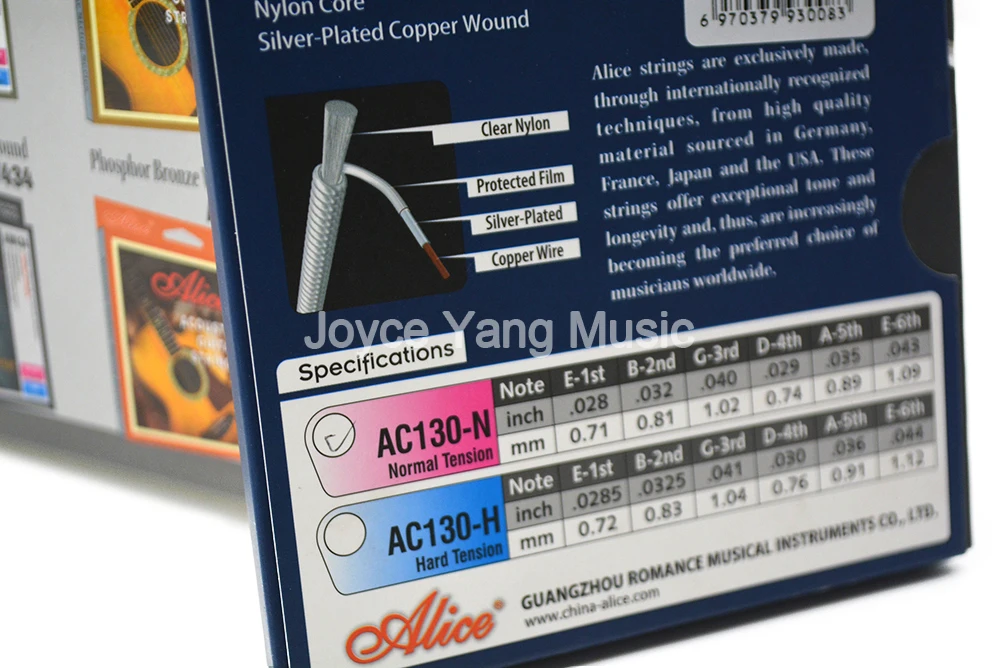 Nylon Core
Silver-Plated Copper Wound
6 970379 930083
Clear Nylon
Protected Film
Silver-Plated
Copper Wire
Alice strings are exclusively made,
through internationally recognized
techniques, from high quality
material sourced in Germany,
France, Japan and the USA. These
strings offer exceptional tone and
longevity and, thus, are increasingly
becoming the preferred choice of
musicians worldwide.
Joyce Yang Music
Specifications
AC130-N
Normal Tension
Note E-1st B-2nd G-3rd D-4th A-5th E-6th
inch .028 .032 .040 .029 .035 .043
mm 0.71 0.81 1.02 0.74 0.89 1.09
AC130-H
Hard Tension
Note E-1st B-2nd G-3rd D-4th A-5th E-6th
inch .0285 .0325 .041 .030 .036 .044
mm 0.72 0.83 1.04 0.76 0.91 1.12
Alice®
GUANGZHOU ROMANCE MUSICAL INSTRUMENTS CO., LTD.
www.china-alice.com
Phosphor Bronze
434
Alice